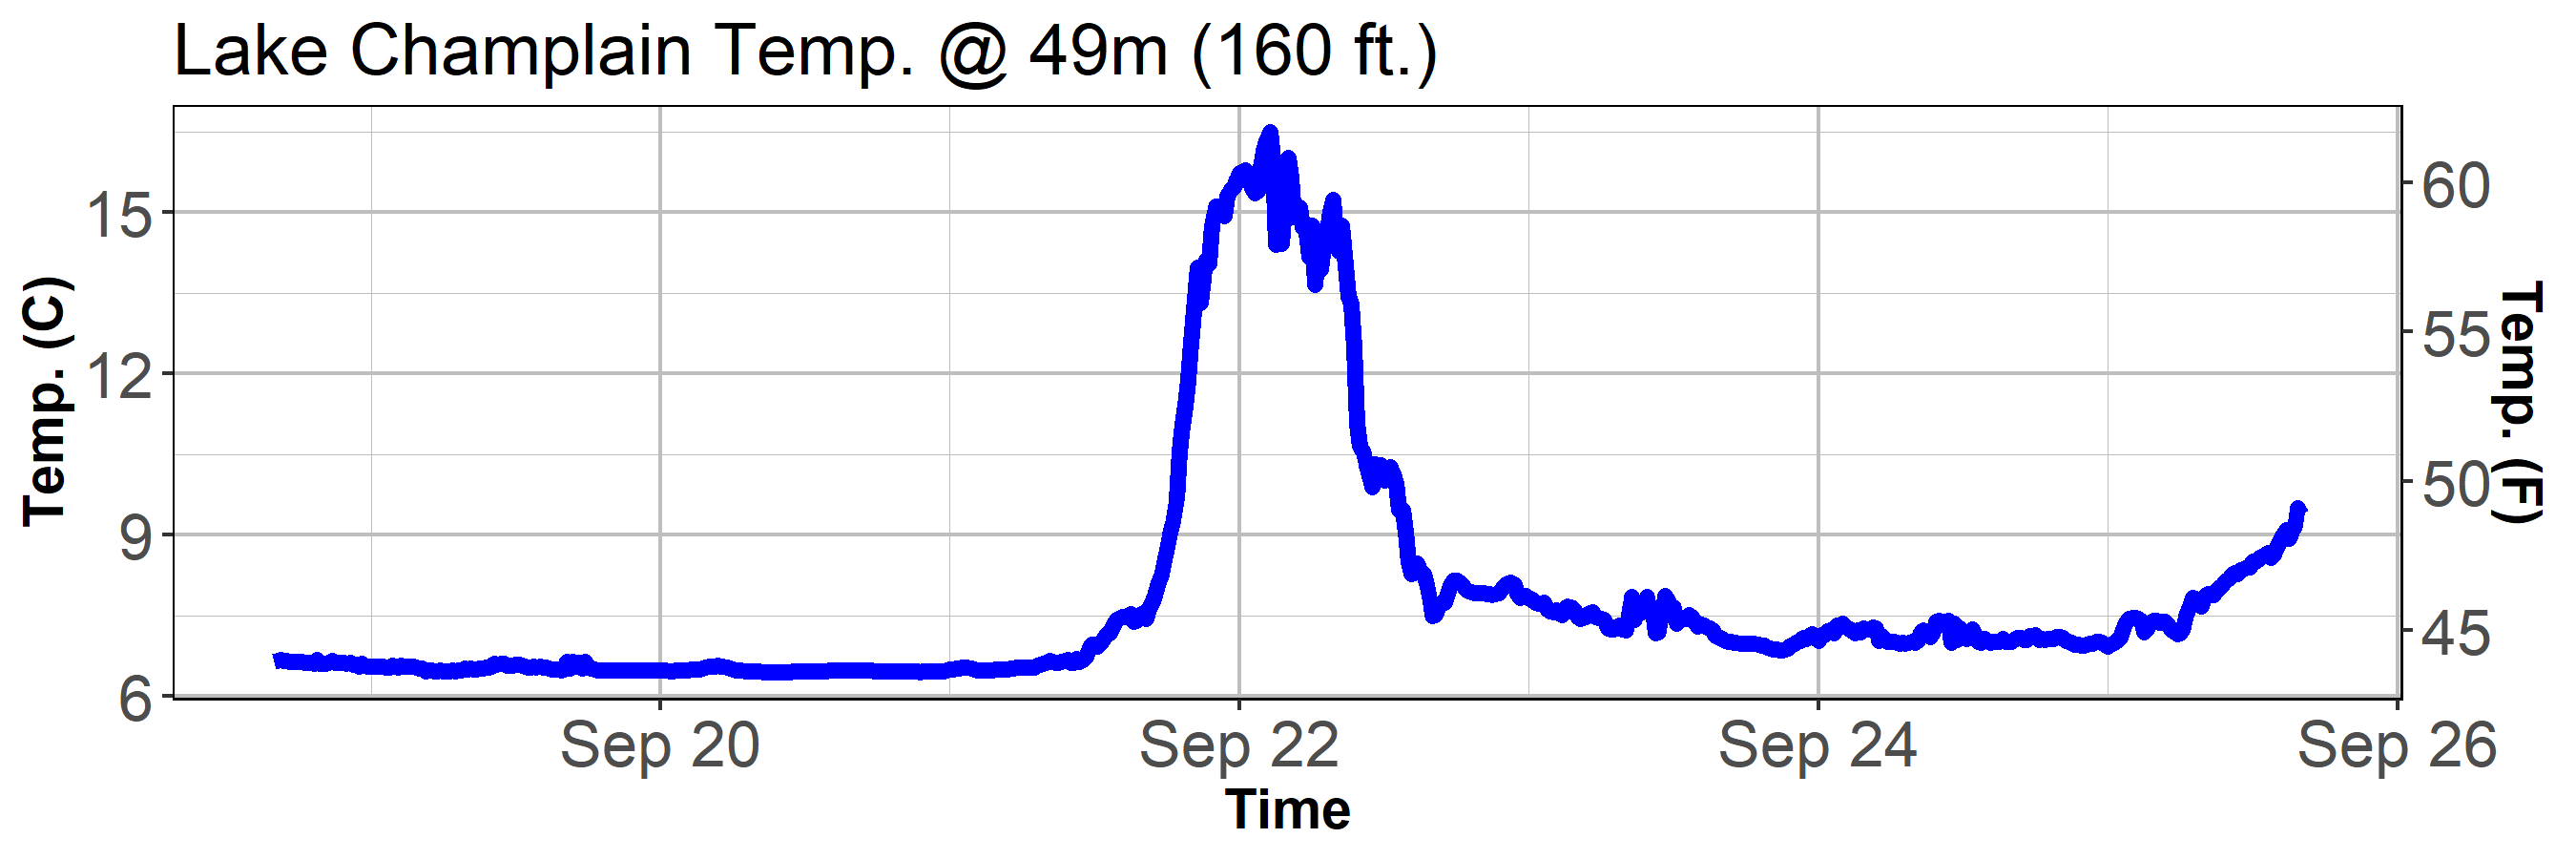 Lake Champlain Temp. @ 49m (160 ft.)
Temp. (C)
15
12
9
6
60
55
50
45
Temp. (F)
Sep 20
Sep 22
Sep 24
Sep 26
Time